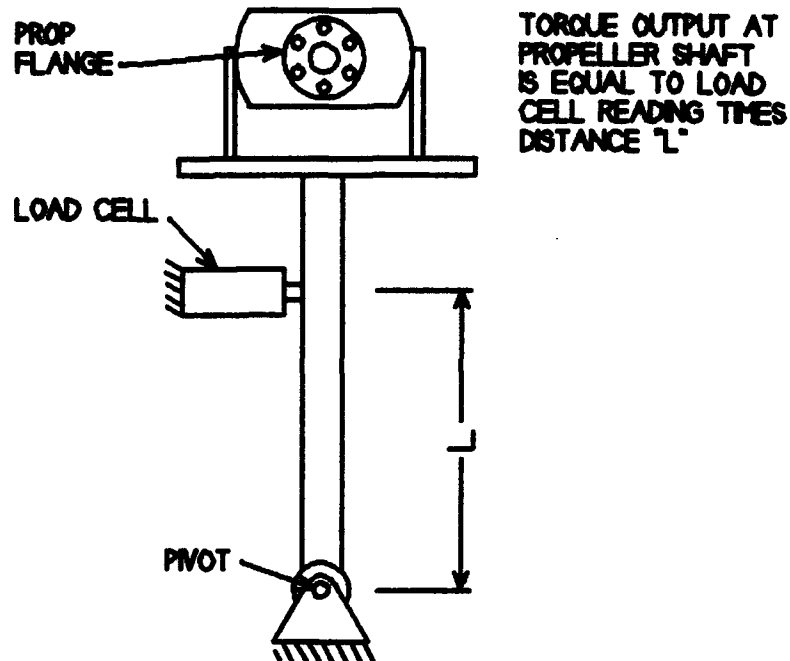 PROP
FLANGE
TORQUE OUTPUT AT
PROPELLER SHAFT
IS EQUAL TO LOAD
CELL READING TIMES
DISTANCE "L"
LOAD CELL
L
PIVOT